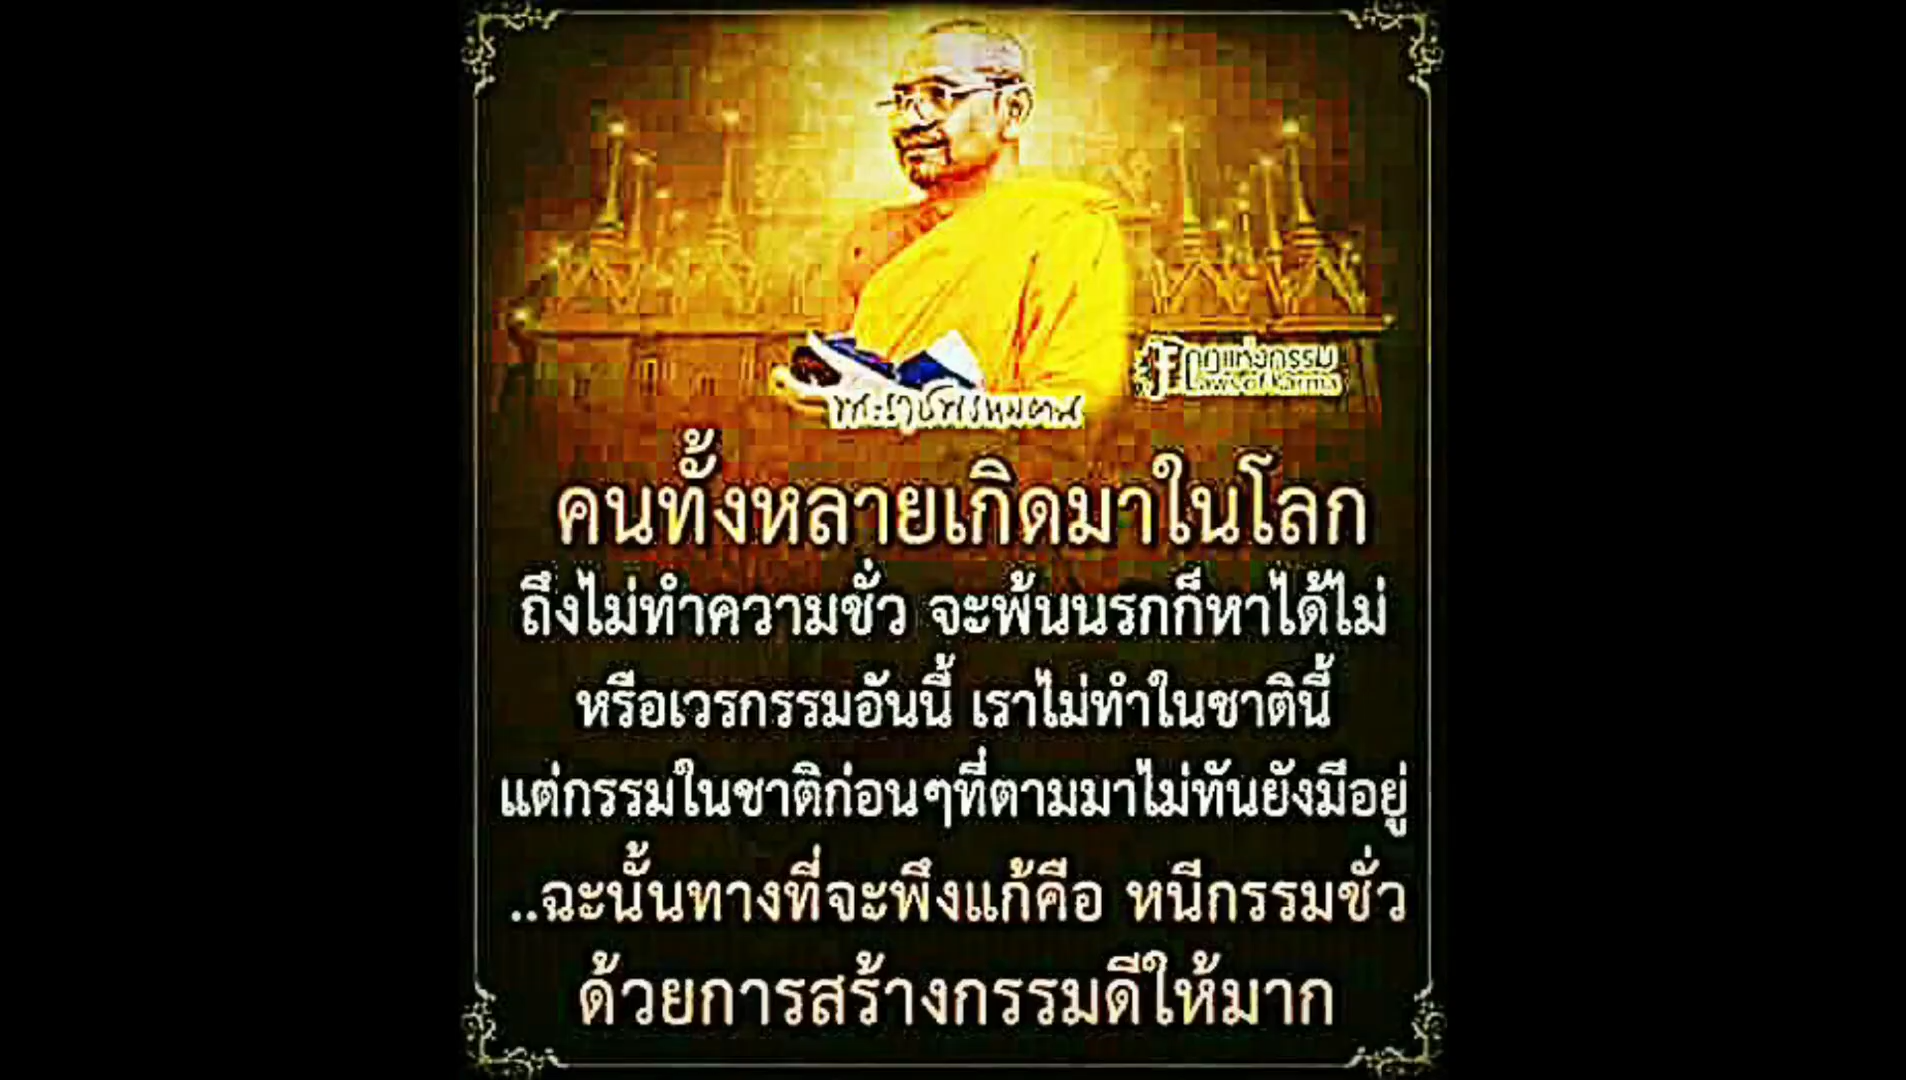 กฎแห่งกรรม
Laws of Karma
คนทั้งหลายเกิดมาในโลก
ถึงไม่ทำความชั่ว จะพ้นนรกก็หาได้ไม่
หรือเวรกรรมอันนี้ เราไม่ทำในชาตินี้
แต่กรรมในชาติก่อนๆที่ตามมาไม่ทันยังมีอยู่
..ฉะนั้นทางที่จะพึงแก้คือ หนีกรรมชั่ว
ด้วยการสร้างกรรมดีให้มาก